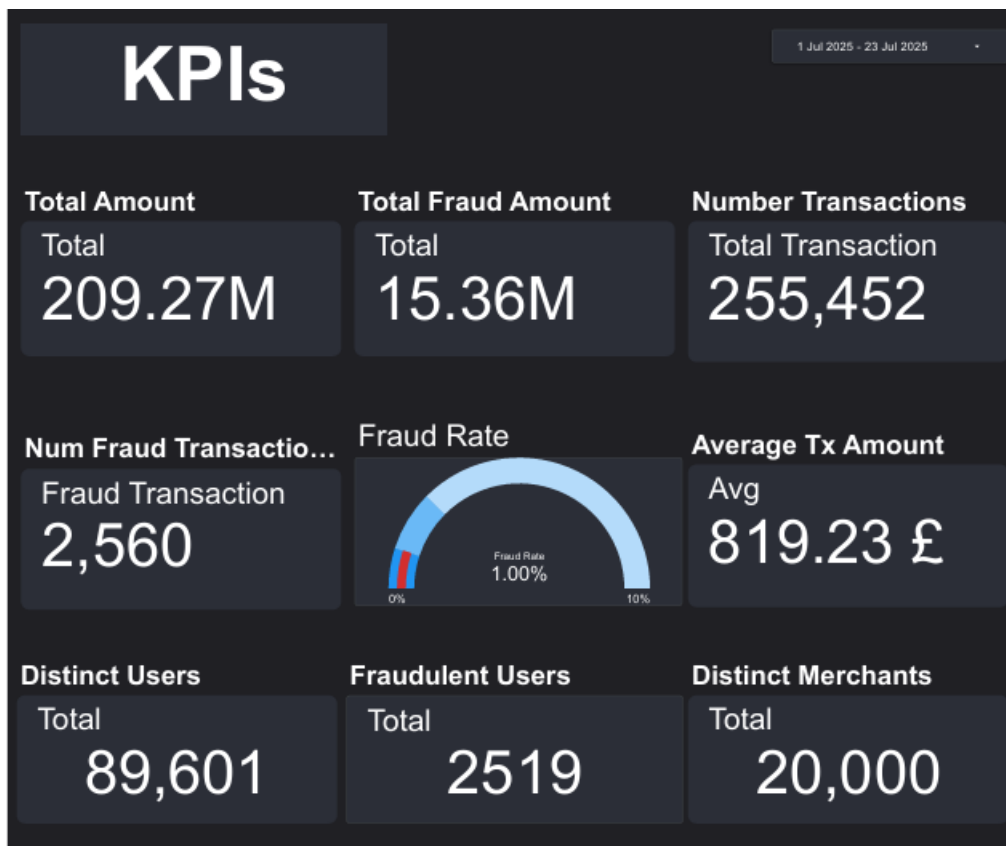 KPIs
1 Jul 2025 - 23 Jul 2025
Total Amount
Total
209.27M
Total Fraud Amount
Total
15.36M
Number Transactions
Total Transaction
255,452
Num Fraud Transactio...
Fraud Transaction
2,560
Fraud Rate
Fraud Rate
1.00%
0%
10%
Average Tx Amount
Avg
819.23 £
Distinct Users
Total
89,601
Fraudulent Users
Total
2519
Distinct Merchants
Total
20,000